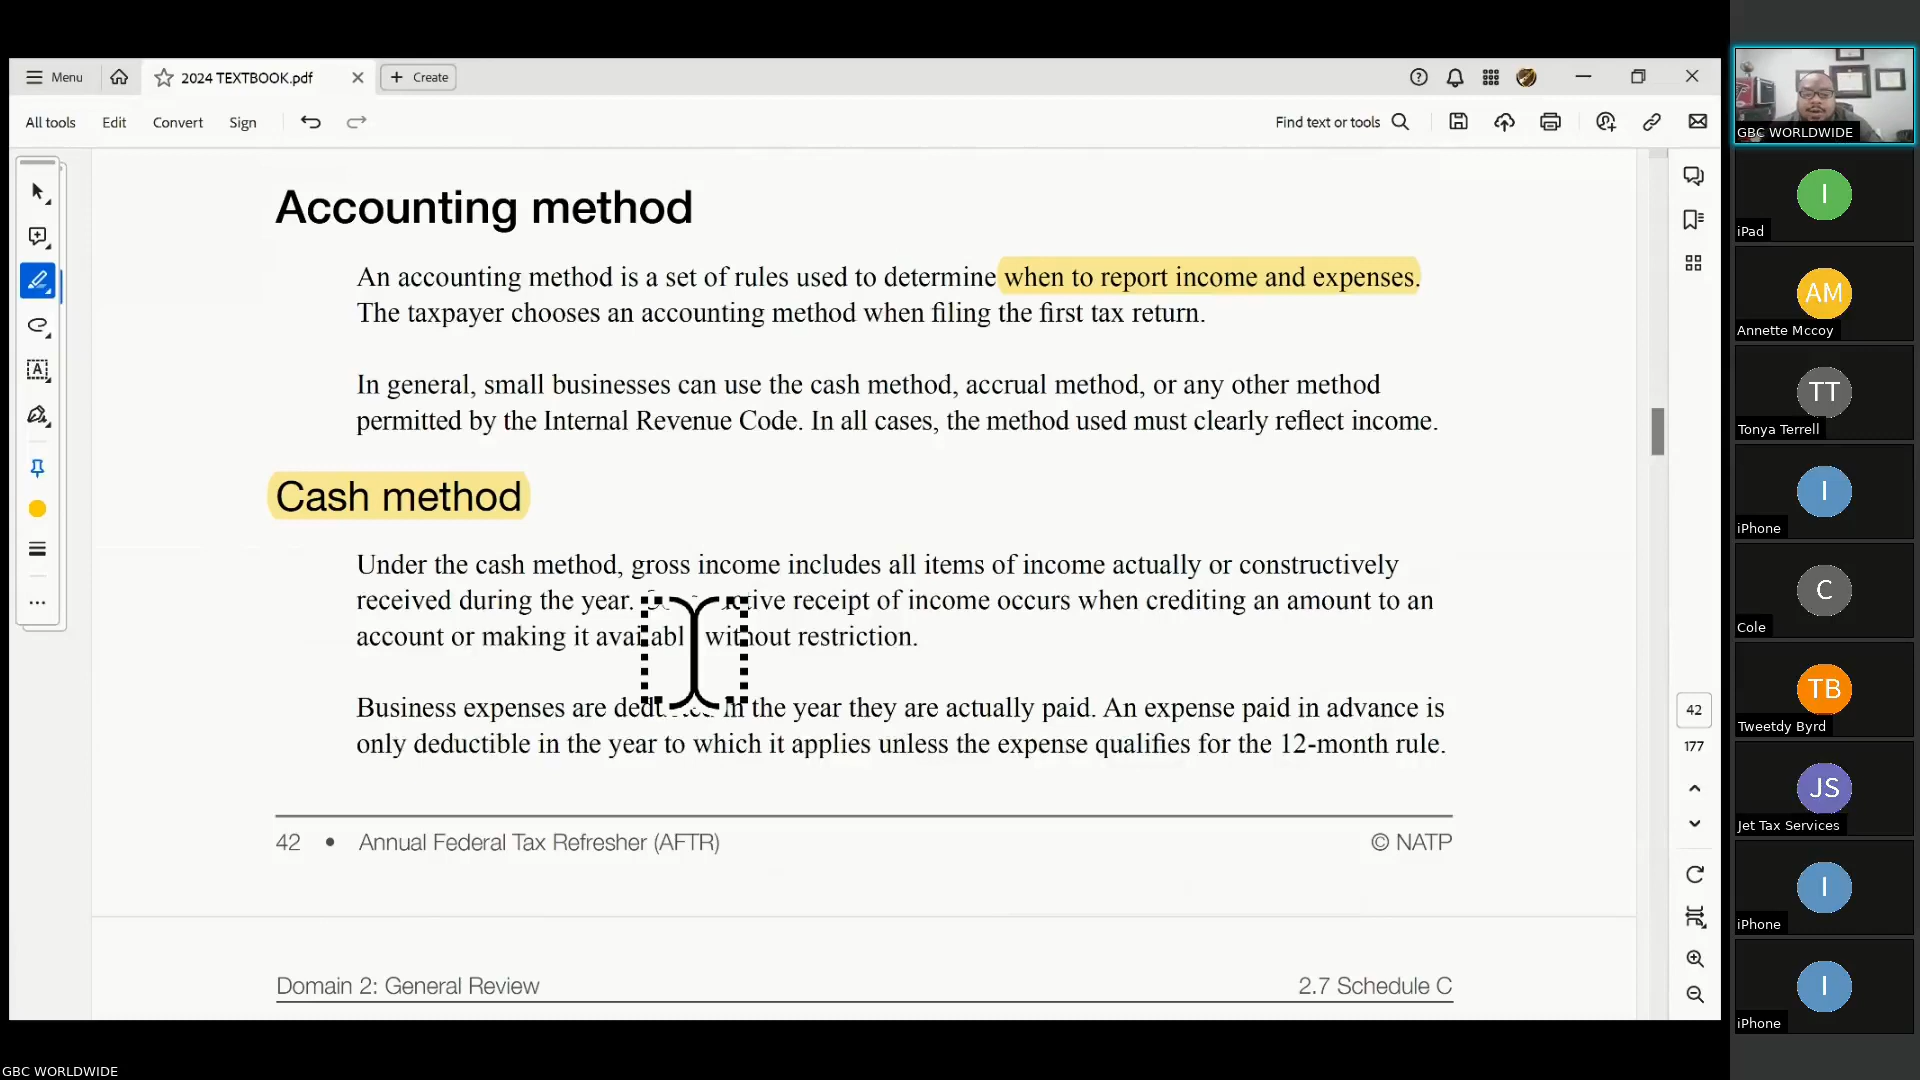 Menu
2024 TEXTBOOK.pdf
Create
All tools
Edit
Convert
Sign
Find text or tools
Accounting method
An accounting method is a set of rules used to determine when to report income and expenses.
The taxpayer chooses an accounting method when filing the first tax return.
In general, small businesses can use the cash method, accrual method, or any other method
permitted by the Internal Revenue Code. In all cases, the method used must clearly reflect income.
Cash method
Under the cash method, gross income includes all items of income actually or constructively
received during the year. receipt of income occurs when crediting an amount to an
account or making it available without restriction.
Business expenses are deducted in the year they are actually paid. An expense paid in advance is
only deductible in the year to which it applies unless the expense qualifies for the 12-month rule.
42 • Annual Federal Tax Refresher (AFTR)
© NATP
Domain 2: General Review
2.7 Schedule C
42
177
GBC WORLDWIDE
I
iPad
AM
Annette Mccoy
TT
Tonya Terrell
I
iPhone
C
Cole
TB
Tweetdy Byrd
JS
Jet Tax Services
I
iPhone
I
iPhone
GBC WORLDWIDE